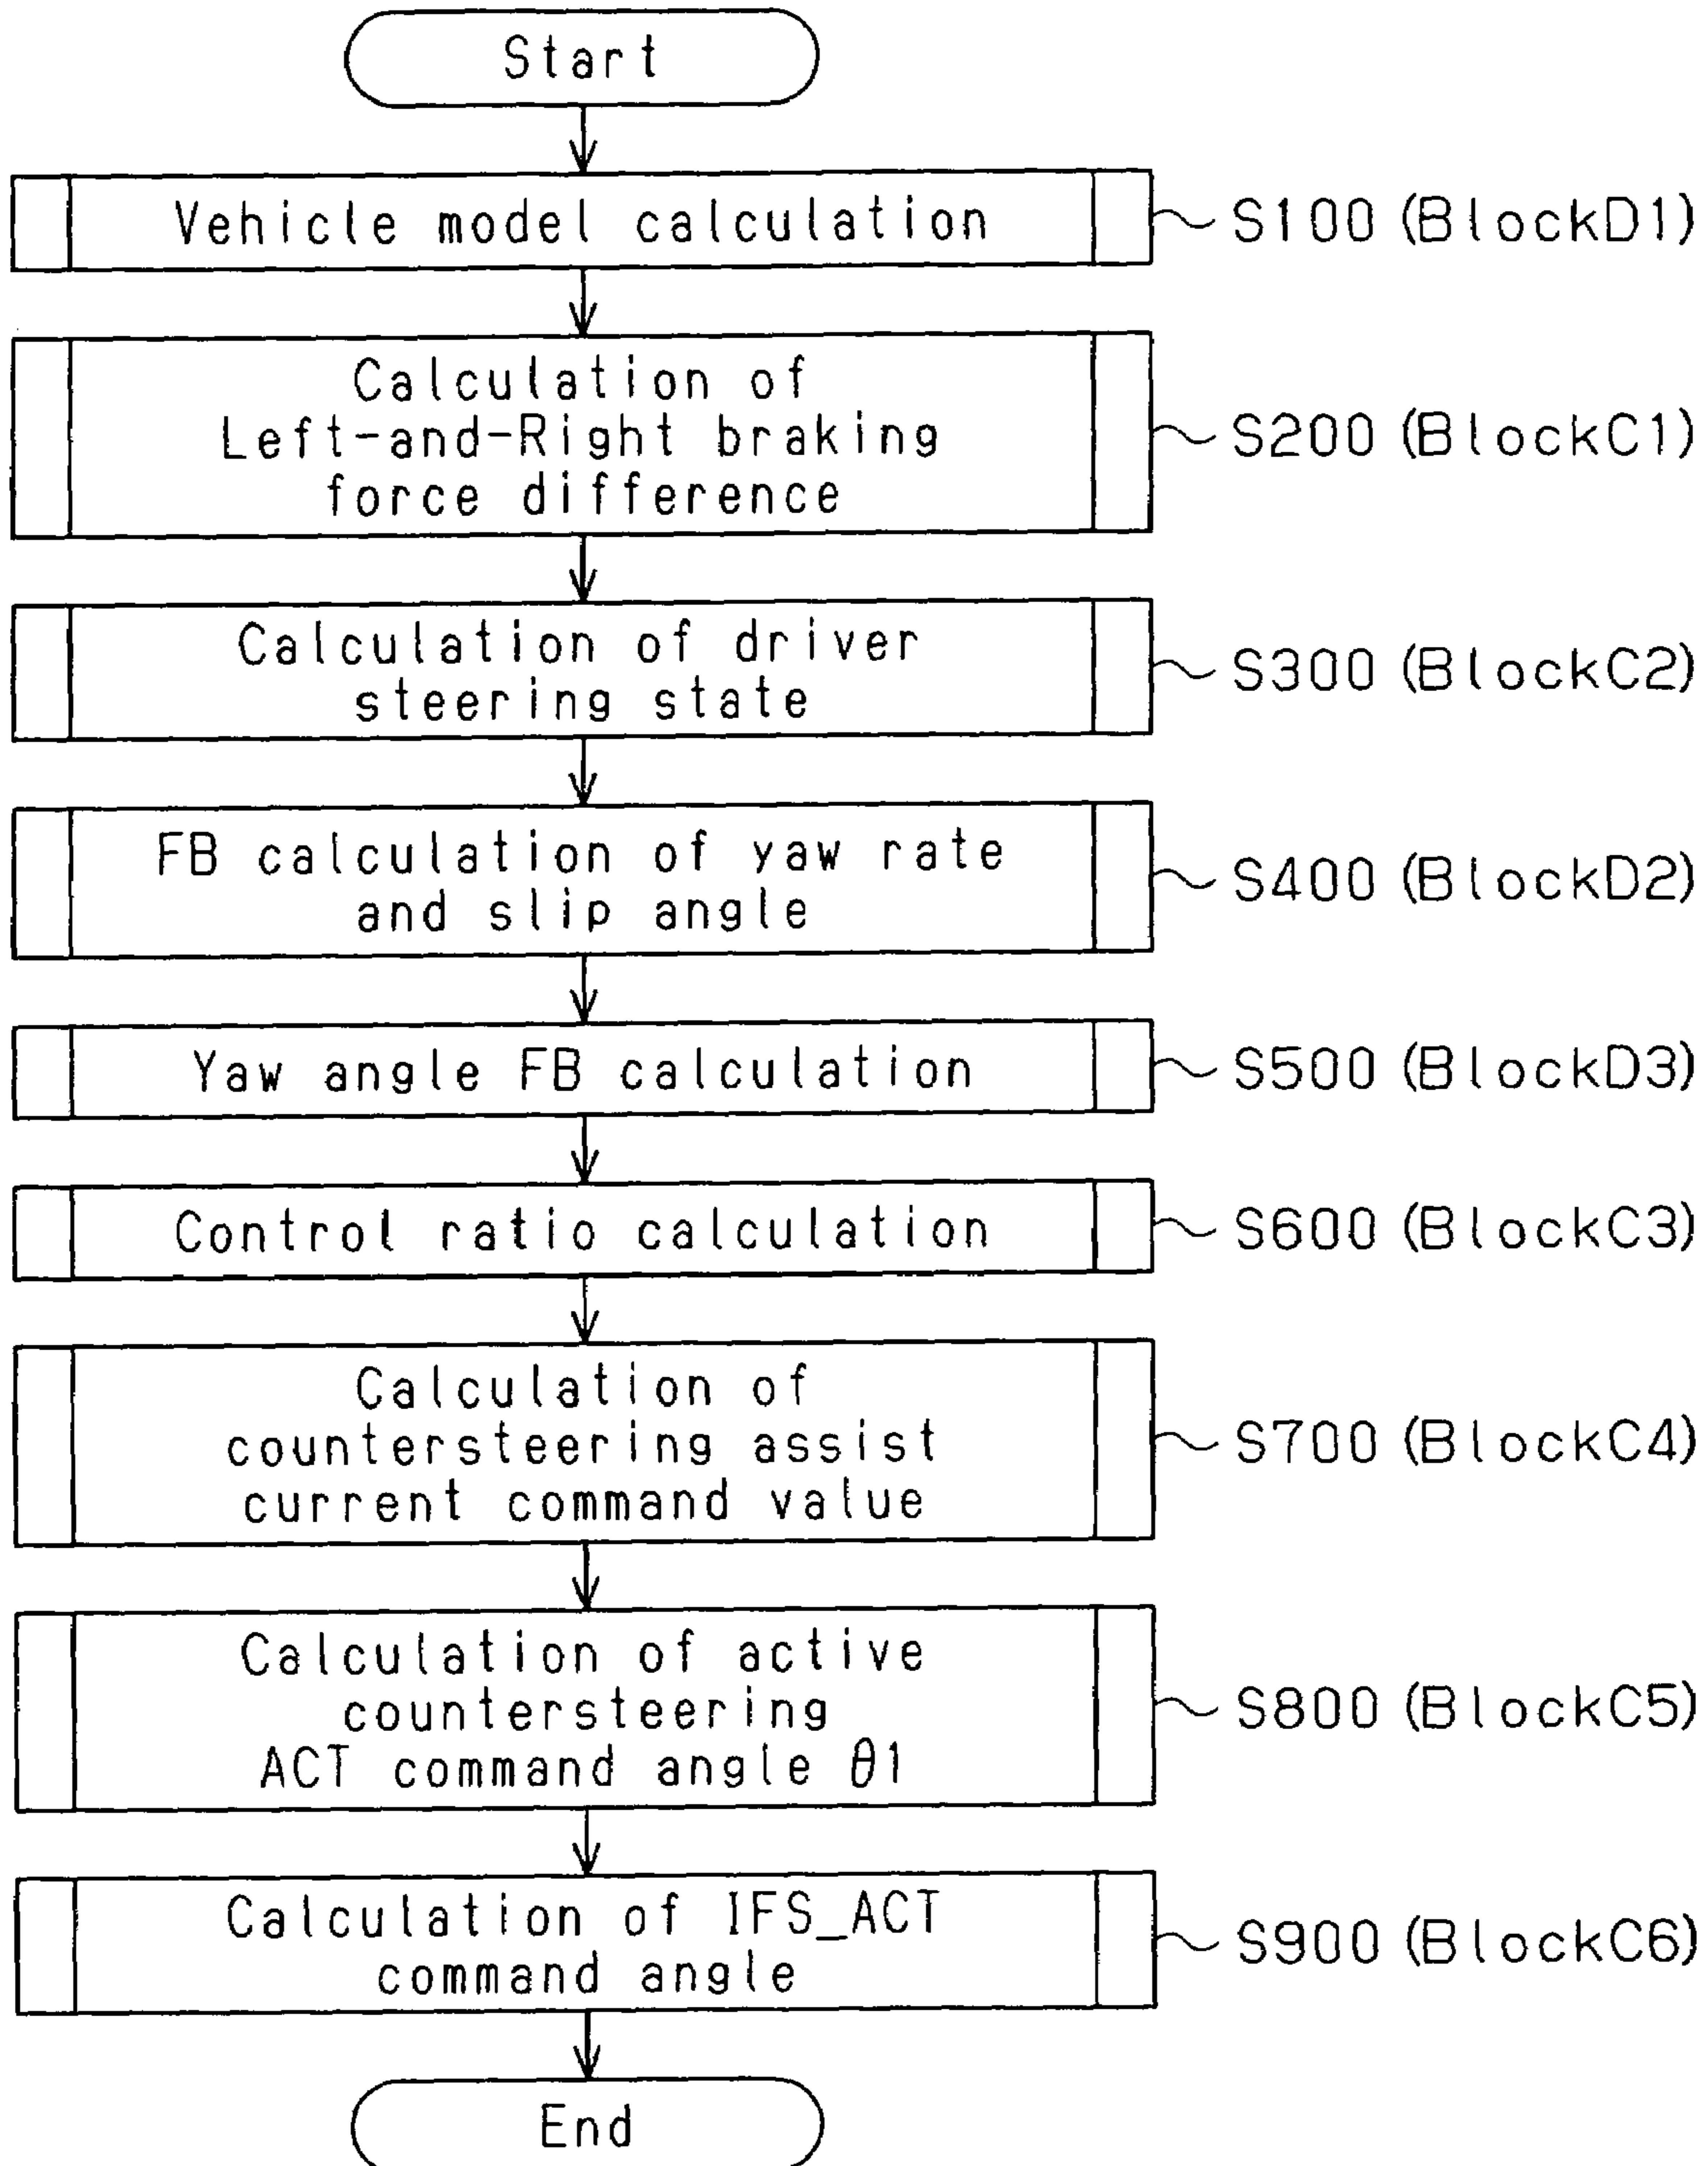 Start
Vehicle model calculation
S100 (BlockD1)
Calculation of
Left-and-Right braking
force difference
S200 (BlockC1)
Calculation of driver
steering state
S300 (BlockC2)
FB calculation of yaw rate
and slip angle
S400 (BlockD2)
Yaw angle FB calculation
S500 (BlockD3)
Control ratio calculation
S600 (BlockC3)
Calculation of
countersteering assist
current command value
S700 (BlockC4)
Calculation of active
countersteering
ACT command angle θ1
S800 (BlockC5)
Calculation of IFS_ACT
command angle
S900 (BlockC6)
End